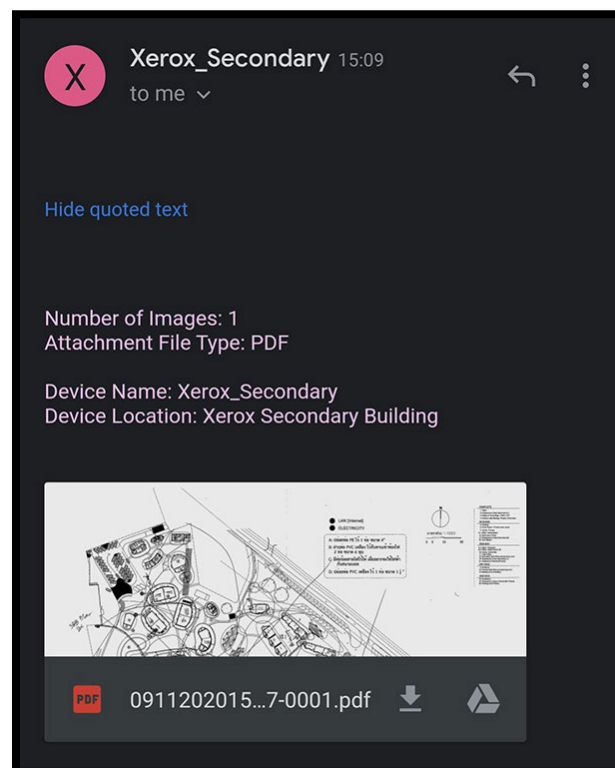 X
Xerox_Secondary 15:09
to me
Hide quoted text
Number of Images: 1
Attachment File Type: PDF
Device Name: Xerox_Secondary
Device Location: Xerox Secondary Building
LAN (Internet)
ELECTRICITY
PDF
0911202015...7-0001.pdf